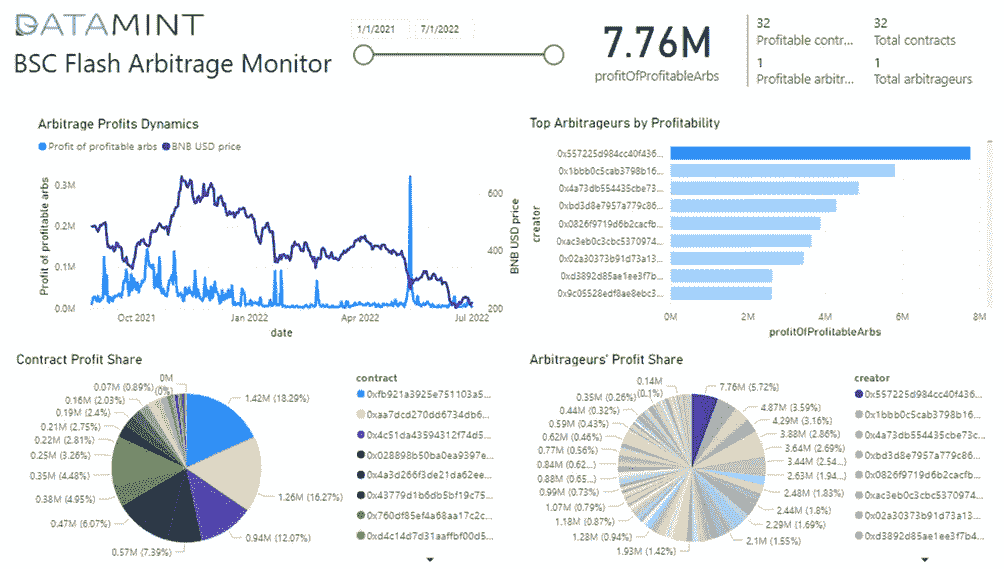 DATAMINT
BSC Flash Arbitrage Monitor
1/1/2021
7/1/2022
7.76M
profitOfProfitableArbs
32
Profitable contr...
32
Total contracts
1
Profitable arbitr...
1
Total arbitrageurs
Arbitrage Profits Dynamics
Profit of profitable arbs
BNB USD price
Profit of profitable arbs
0.3M
0.2M
0.1M
0.0M
600
400
200
BNB USD price
Oct 2021
Jan 2022
Apr 2022
Jul 2022
date
Top Arbitrageurs by Profitability
creator
0x557225d984cc40f436...
0x1bbb0c5cab3798b16...
0x4a73db554435cbe73...
0xbd3d8e7957a779c86...
0x0826f9719d6b2cacfb...
0xac3eb0c3cbc5370974...
0x02a30373b91d73a13...
0xd3892d85ae1ee3f7b...
0x9c05528edf8ae8ebc3...
0M
2M
4M
6M
8M
profitOfProfitableArbs
Contract Profit Share
0M
(0%)
0.07M (0.89%)
0.16M (2.03%)
0.19M (2.4%)
0.21M (2.75%)
0.22M (2.81%)
0.25M (3.26%)
0.35M (4.48%)
0.38M (4.95%)
0.47M (6.07%)
0.57M (7.39%)
0.94M (12.07%)
1.26M (16.27%)
1.42M (18.29%)
contract
0xfb921a3925e751103a5...
0xaa7dcd270dd6734db6...
0x4c51da43594312f74d5...
0x028898b50ba0ea9397e...
0x4a3d266f3de21da62ee...
0x43779d1b6db5bf19c75...
0x760df85ef4a68aa17c2c...
0xd4c14d7d31aaffbf00d5...
Arbitrageurs' Profit Share
0.14M
(0.1%)
0.35M (0.26%)
0.44M (0.32%)
0.59M (0.43%)
0.62M (0.46%)
0.77M (0.56%)
0.84M (0.62...)
0.88M (0.65...)
0.99M (0.73%)
1.07M (0.79%)
1.18M (0.87%)
1.28M (0.94%)
1.93M (1.42%)
7.76M (5.72%)
4.87M (3.59%)
4.29M (3.16%)
3.88M (2.86%)
3.64M (2.69%)
3.44M (2.54...)
2.63M (1.94...)
2.48M (1.83%)
2.44M (1.8%)
2.29M (1.69%)
2.1M (1.55%)
creator
0x557225d984cc40f436...
0x1bbb0c5cab3798b16...
0x4a73db554435cbe73c...
0xbd3d8e7957a779c86...
0x0826f9719d6b2cacfb...
0xac3eb0c3cbc5370974...
0x02a30373b91d73a13...
0xd3892d85ae1ee3f7b4...